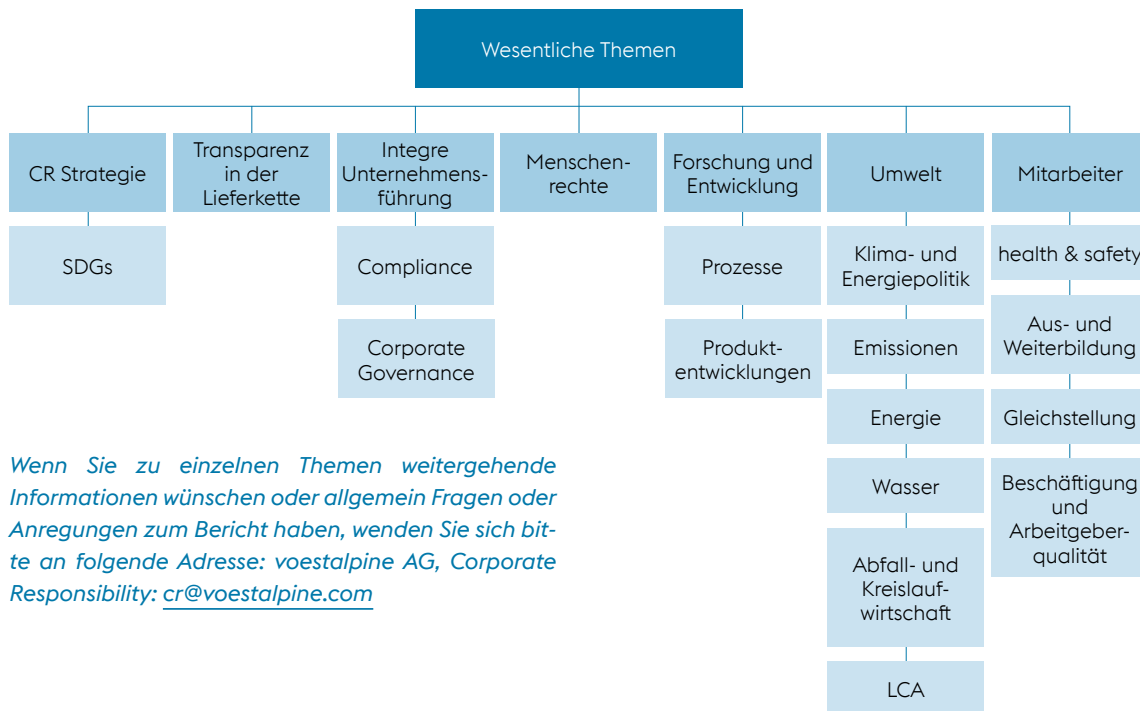 Wesentliche Themen
CR Strategie
Transparenz
in der
Lieferkette
Integre
Unternehmens-
führung
Menschen-
rechte
Forschung und
Entwicklung
Umwelt
Mitarbeiter
SDGs
Compliance
Corporate
Governance
Prozesse
Produkt-
entwicklungen
Klima- und
Energiepolitik
Emissionen
Energie
Wasser
Abfall- und
Kreislauf-
wirtschaft
LCA
health & safety
Aus- und
Weiterbildung
Gleichstellung
Beschäftigung
und
Arbeitgeber-
qualität
Wenn Sie zu einzelnen Themen weitergehende
Informationen wünschen oder allgemein Fragen oder
Anregungen zum Bericht haben, wenden Sie sich bit-
te an folgende Adresse: voestalpine AG, Corporate
Responsibility: cr@voestalpine.com